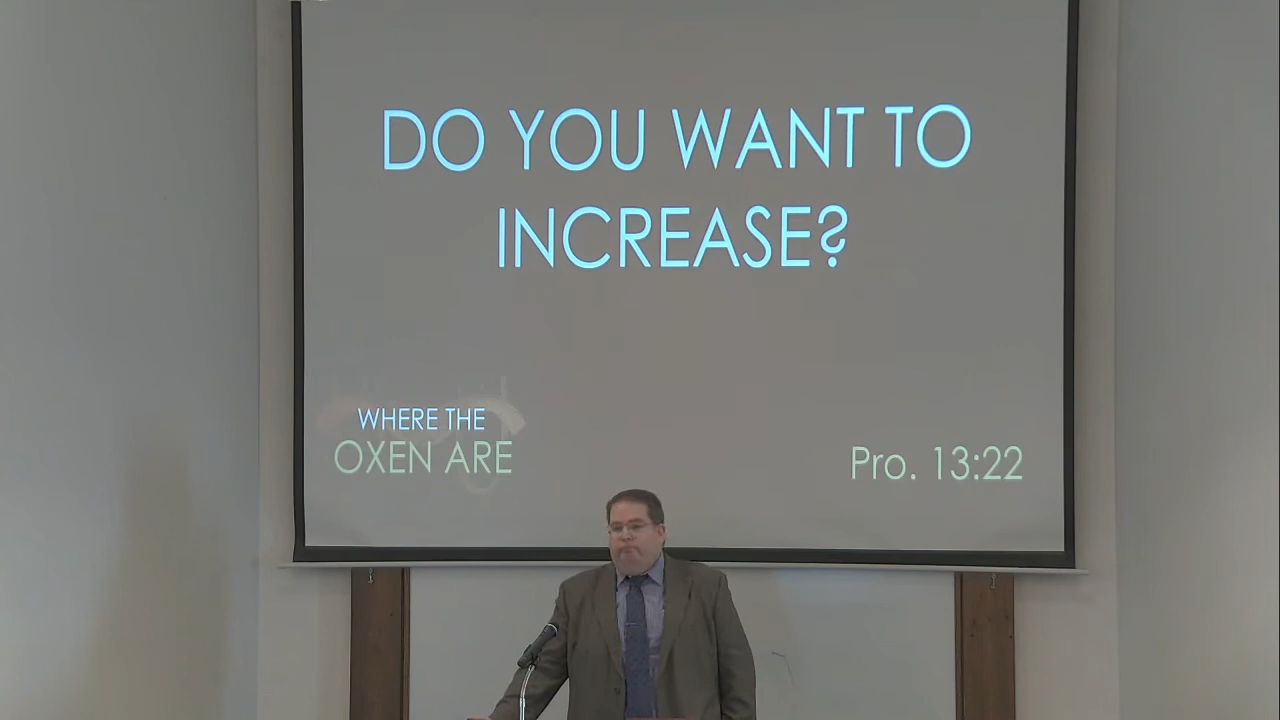 DO YOU WANT TO
INCREASE?
WHERE THE
OXEN ARE
Pro. 13:22